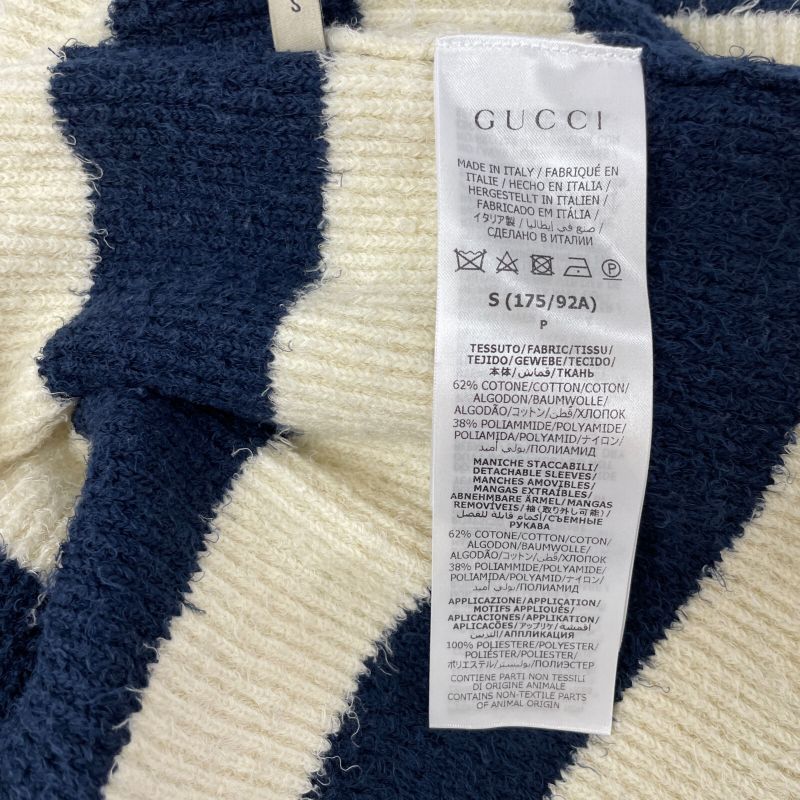 S
GUCCI
MADE IN ITALY / FABRIQUÉ EN
ITALIE / HECHO EN ITALIA /
HERGESTELLT IN ITALIEN /
FABRICADO EM ITÁLIA /
イタリア製 / صنع في إيطاليا /
СДЕЛАНО В ИТАЛИИ
P
S (175/92A)
P
TESSUTO/FABRIC/TISSU/
TEJIDO/GEWEBE/TECIDO/
本体/قماش/ТКАНЬ
62% COTONE/COTTON/COTON/
ALGODON/BAUMWOLLE/
ALGODÃO/コットン/قطن/ХЛОПОК
38% POLIAMMIDE/POLYAMIDE/
POLIAMIDA/POLYAMID/ナイロン/
بولي أميد/ПОЛИАМИД
MANICHE STACCABILI/
DETACHABLE SLEEVES/
MANCHES AMOVIBLES/
MANGAS EXTRAÍBLES/
ABNEHMBARE ÄRMEL/MANGAS
REMOVÍVEIS/袖(取り外し可能)
أكمام قابلة للفصل/СЪЕМНЫЕ
РУКАВА
62% COTONE/COTTON/COTON/
ALGODON/BAUMWOLLE/
ALGODÃO/コットン/قطن/ХЛОПОК
38% POLIAMMIDE/POLYAMIDE/
POLIAMIDA/POLYAMID/ナイロン/
بولي أميد/ПОЛИАМИД
APPLICAZIONE/APPLICATION/
MOTIFS APPLIQUÉS/
APLICACIONES/APPLIKATION/
APLICAÇÕES/アップリケ/أقمشة
التدنس/АППЛИКАЦИЯ
100% POLIESTERE/POLYESTER/
POLIÉSTER/POLIESTER/
ポリエステル/بوليستر/ПОЛИЭСТЕР
CONTIENE PARTI NON TESSILI
DI ORIGINE ANIMALE
CONTAINS NON-TEXTILE PARTS
OF ANIMAL ORIGIN